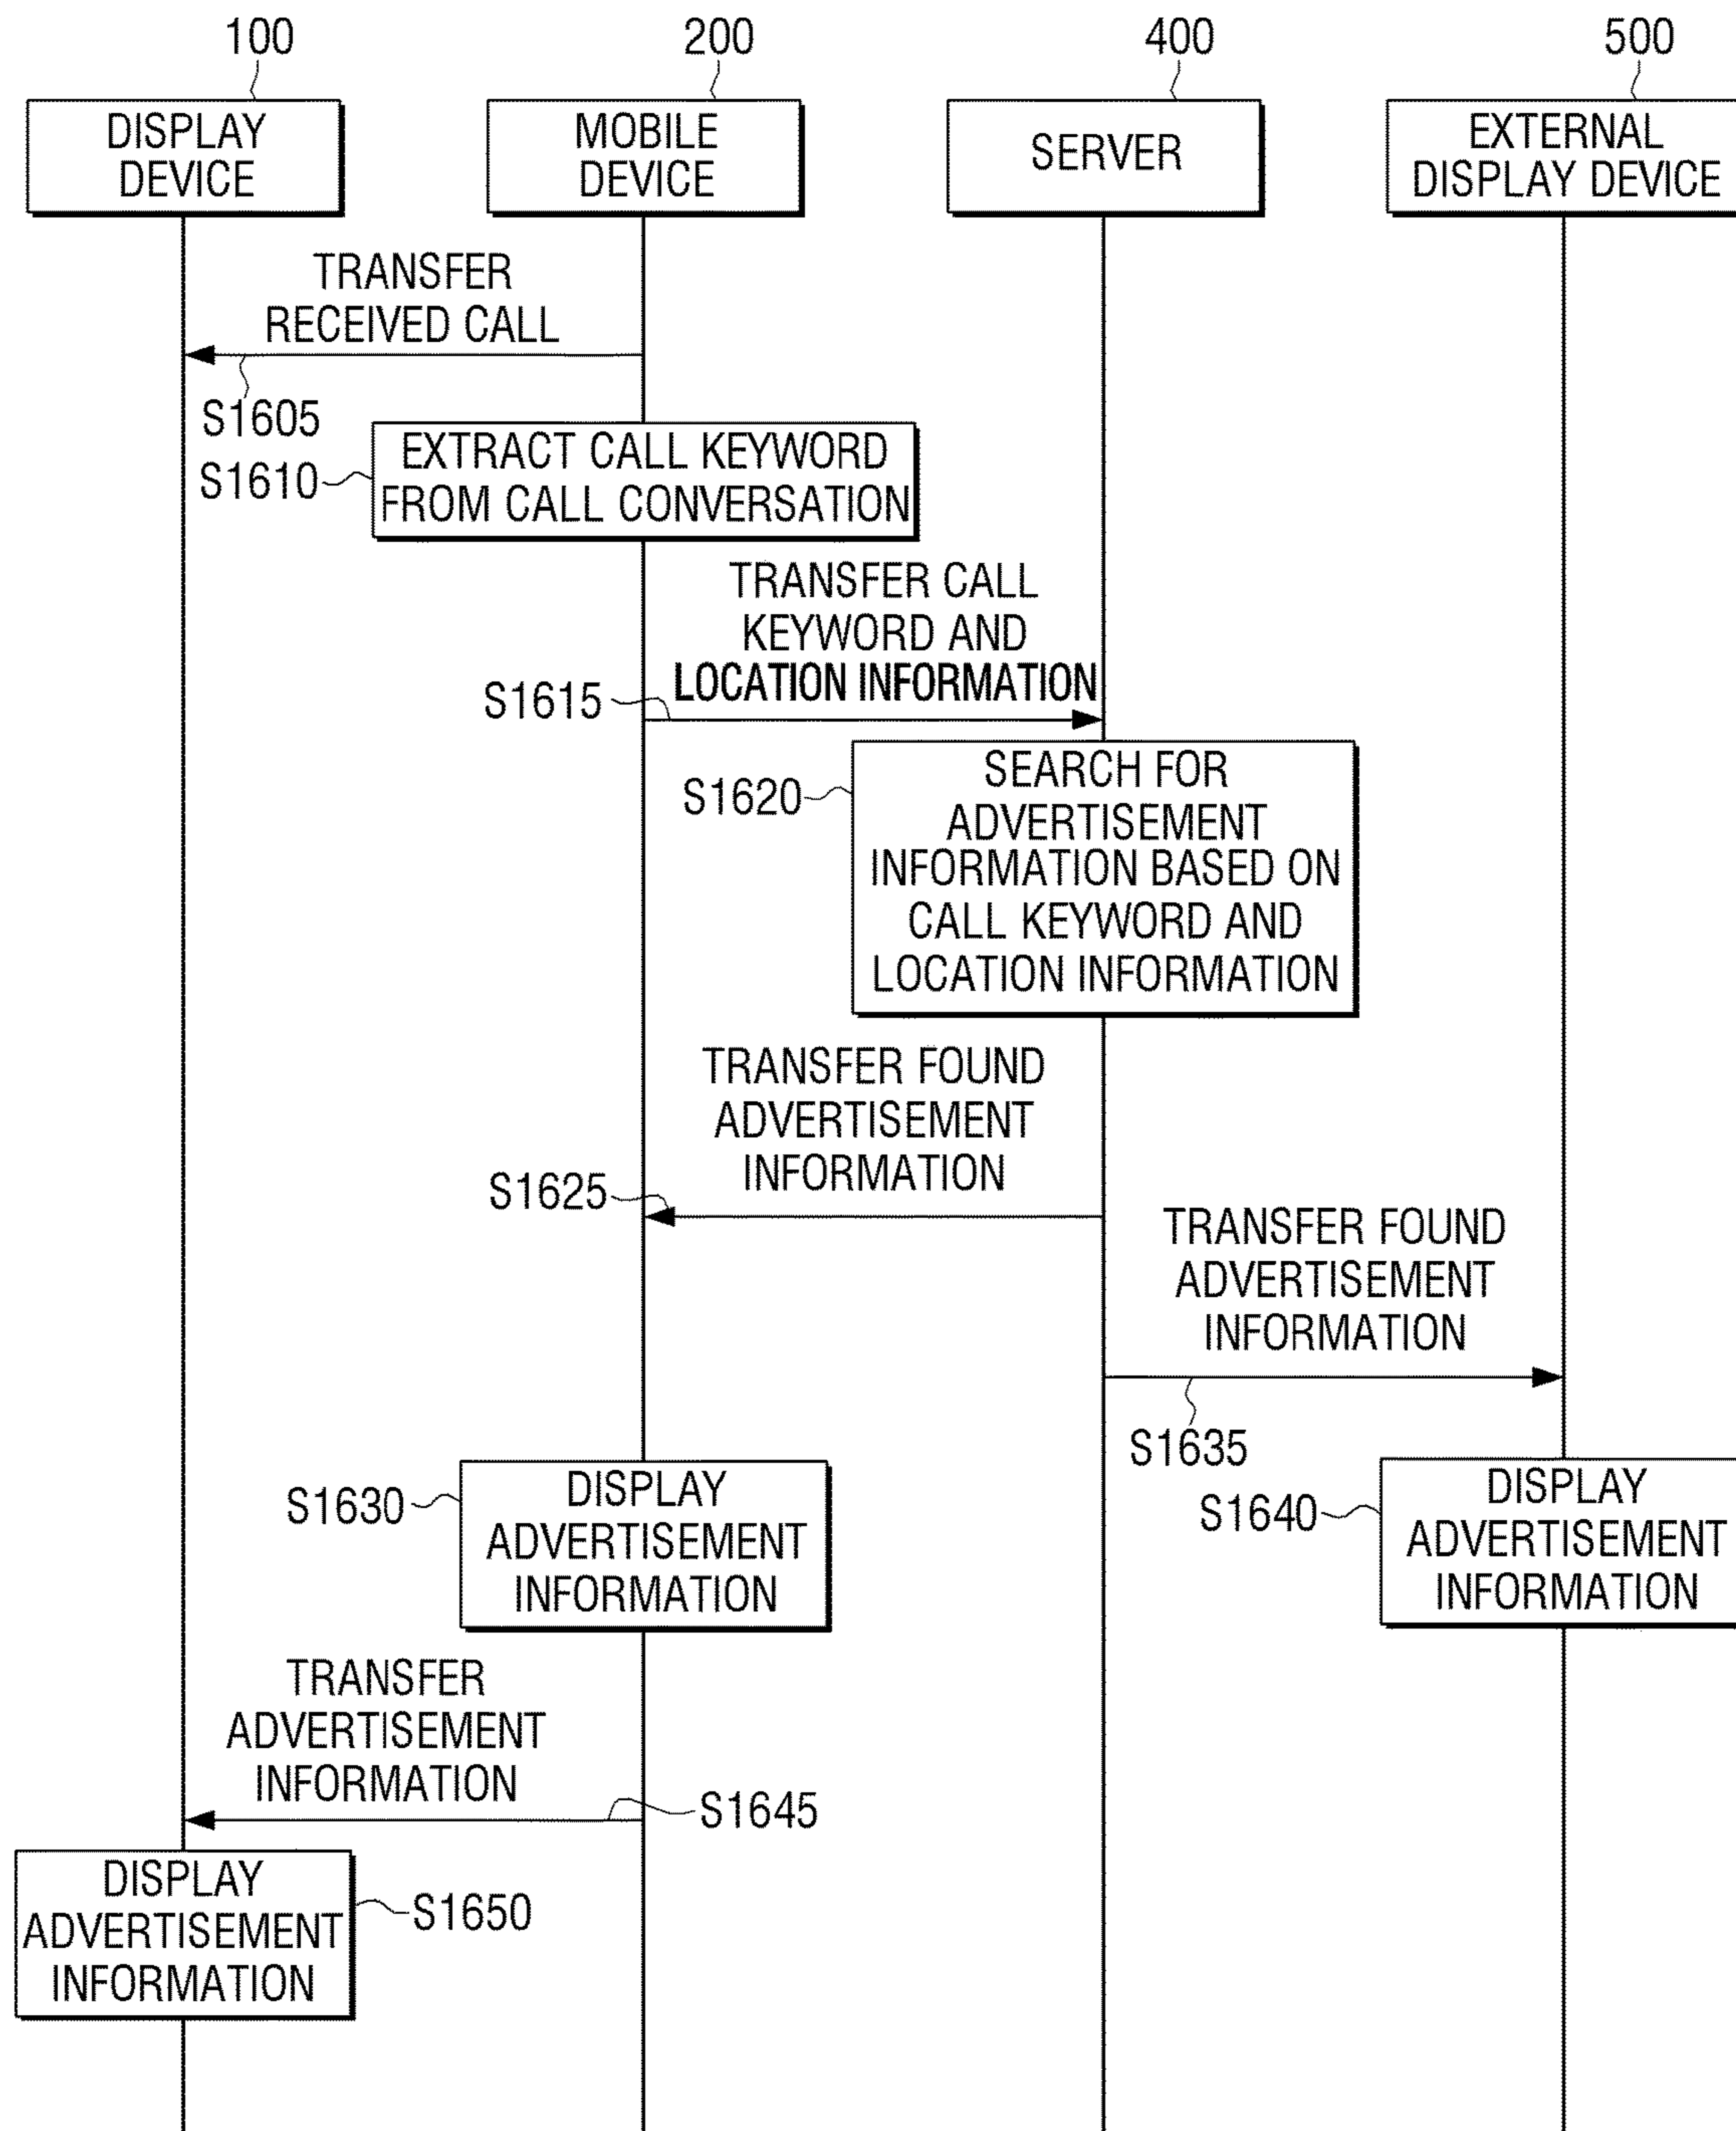 100
200
400
500
DISPLAY
DEVICE
MOBILE
DEVICE
SERVER
EXTERNAL
DISPLAY DEVICE
TRANSFER
RECEIVED CALL
S1605
S1610
EXTRACT CALL KEYWORD
FROM CALL CONVERSATION
TRANSFER CALL
KEYWORD AND
LOCATION INFORMATION
S1615
S1620
SEARCH FOR
ADVERTISEMENT
INFORMATION BASED ON
CALL KEYWORD AND
LOCATION INFORMATION
TRANSFER FOUND
ADVERTISEMENT
INFORMATION
S1625
TRANSFER FOUND
ADVERTISEMENT
INFORMATION
S1635
S1630
DISPLAY
ADVERTISEMENT
INFORMATION
S1640
DISPLAY
ADVERTISEMENT
INFORMATION
TRANSFER
ADVERTISEMENT
INFORMATION
S1645
DISPLAY
ADVERTISEMENT
INFORMATION
S1650